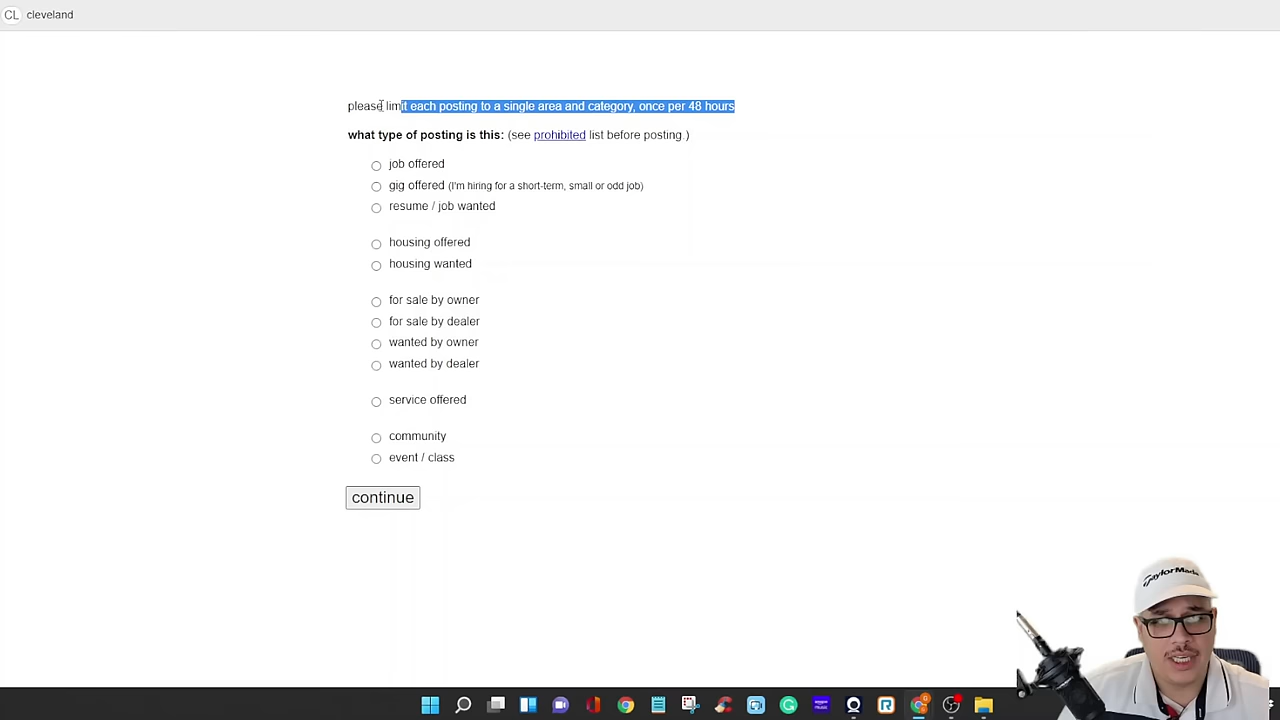 CL cleveland
please limit each posting to a single area and category, once per 48 hours
what type of posting is this: (see prohibited list before posting.)
job offered
gig offered (I'm hiring for a short-term, small or odd job)
resume / job wanted
housing offered
housing wanted
for sale by owner
for sale by dealer
wanted by owner
wanted by dealer
service offered
community
event / class
continue
TaylorMade